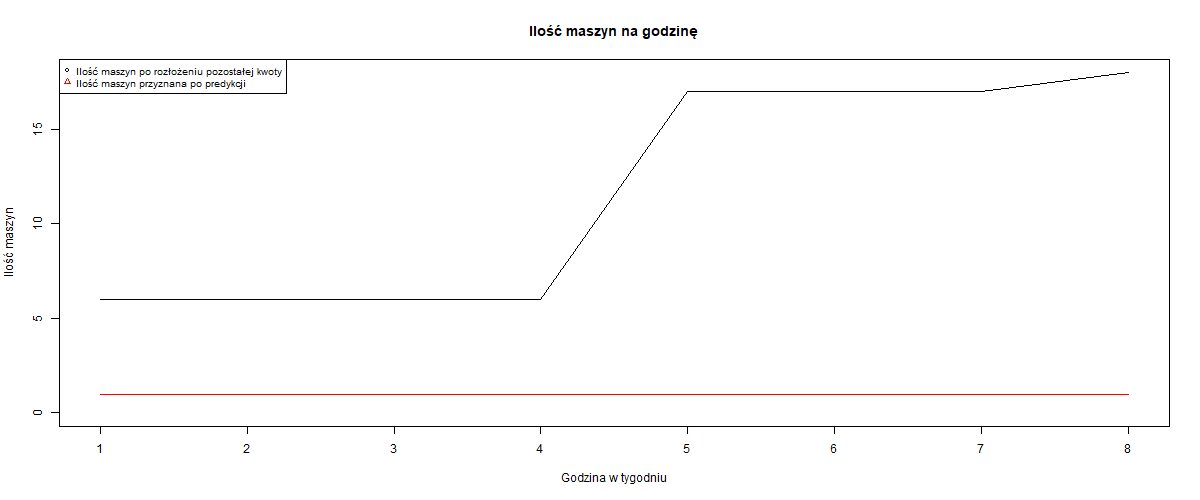 Ilość maszyn na godzinę
Ilość maszyn po rozłożeniu pozostałej kwoty
Ilość maszyn przyznana po predykcji
15
10
5
0
Ilość maszyn
1 2 3 4 5 6 7 8
Godzina w tygodniu